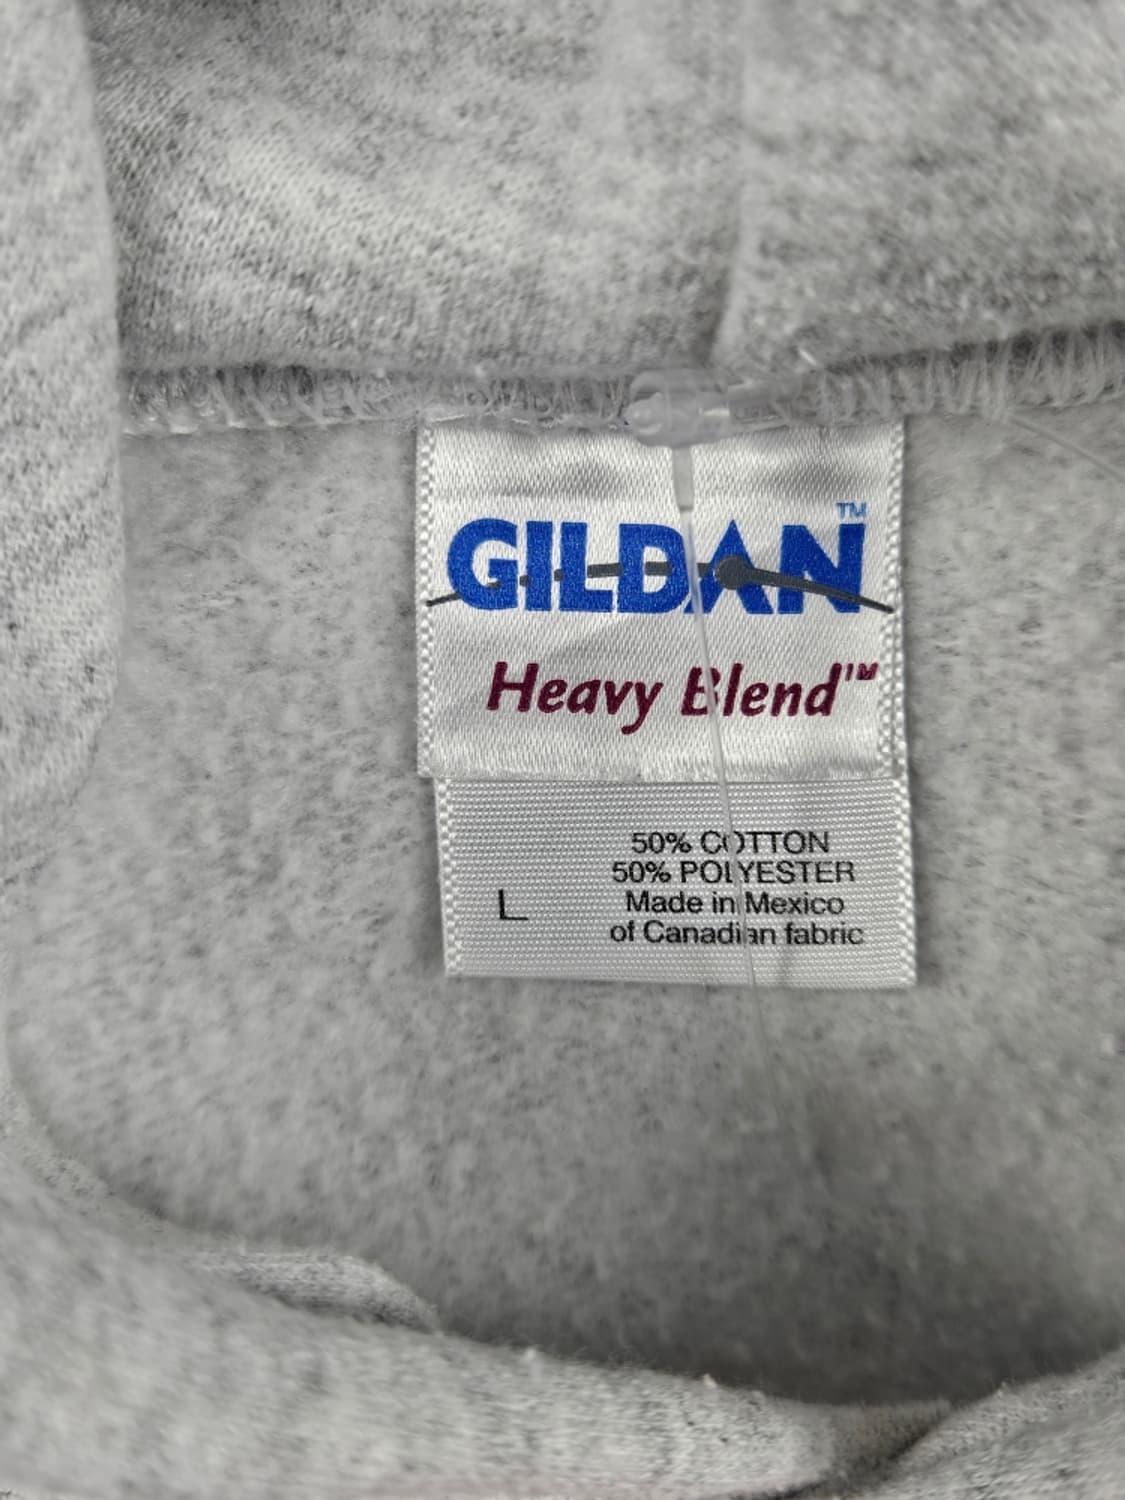 GILDAN™
Heavy Blend™
50% COTTON
50% POLYESTER
Made in Mexico
of Canadian fabric
L